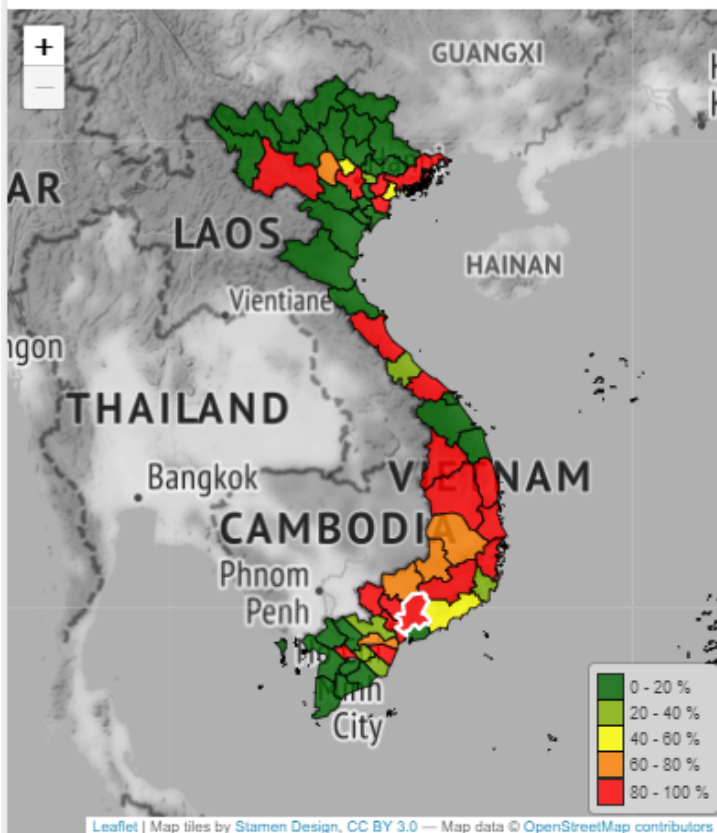 +
−
GUANGXI
AR
LAOS
HAINAN
Vientiane
ngon
THAILAND
VIETNAM
Bangkok
CAMBODIA
Phnom
Penh
Minh
City
0 - 20 %
20 - 40 %
40 - 60 %
60 - 80 %
80 - 100 %
Leaflet | Map tiles by Stamen Design, CC BY 3.0 — Map data © OpenStreetMap contributors